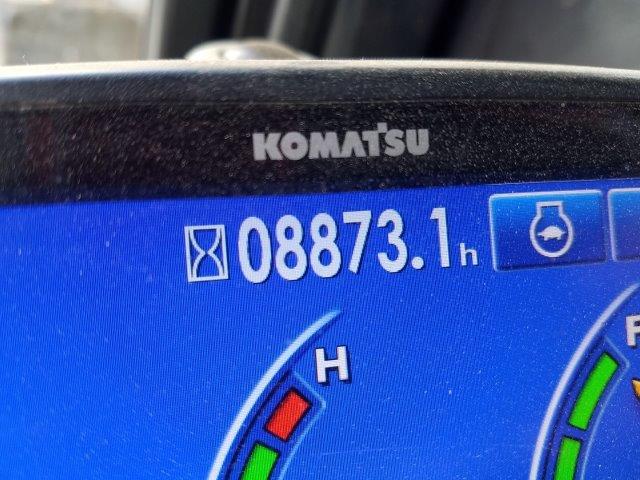 KOMATSU
08873.1h
H
F